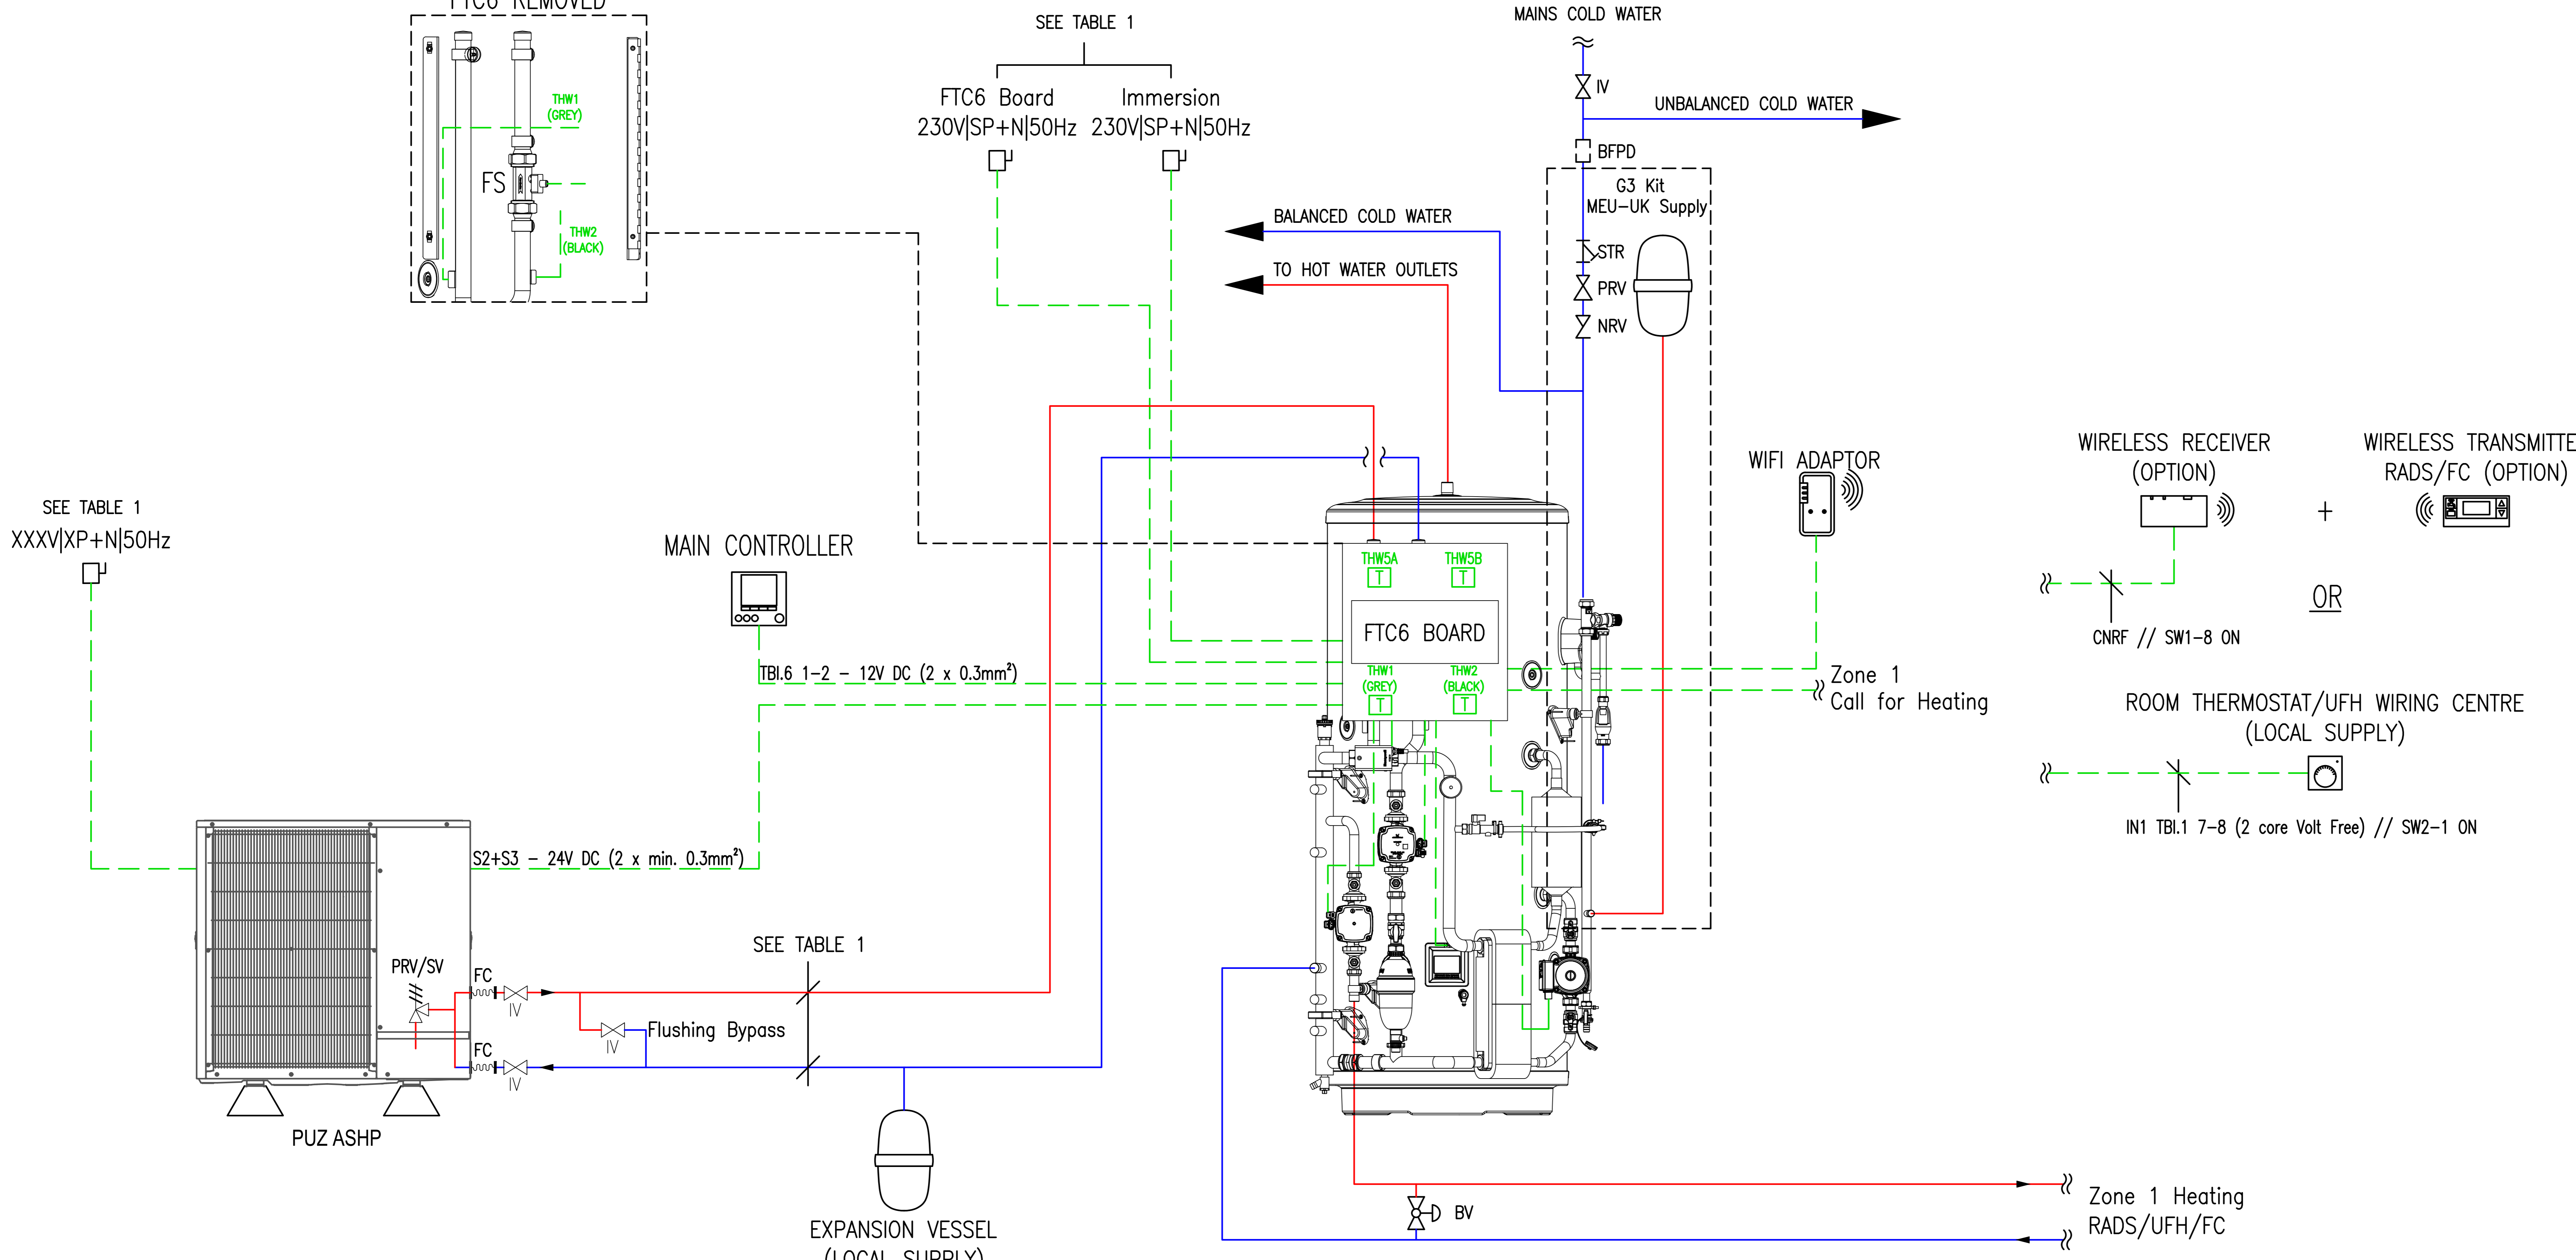 FTC6 REMOVED
THW1
(GREY)
FS
THW2
(BLACK)
SEE TABLE 1
FTC6 Board
230V|SP+N|50Hz
Immersion
230V|SP+N|50Hz
MAINS COLD WATER
IV
UNBALANCED COLD WATER
BFPD
G3 Kit
MEU-UK Supply
STR
PRV
NRV
BALANCED COLD WATER
TO HOT WATER OUTLETS
WIFI ADAPTOR
WIRELESS RECEIVER
(OPTION)
+
WIRELESS TRANSMITTE
RADS/FC (OPTION)
CNRF // SW1-8 ON
OR
ROOM THERMOSTAT/UFH WIRING CENTRE
(LOCAL SUPPLY)
IN1 TBI.1 7-8 (2 core Volt Free) // SW2-1 ON
SEE TABLE 1
XXXV|XP+N|50Hz
MAIN CONTROLLER
TBI.6 1-2 - 12V DC (2 x 0.3mm²)
THW5A
T
THW5B
T
FTC6 BOARD
THW1
(GREY)
T
THW2
(BLACK)
T
Zone 1
Call for Heating
S2+S3 - 24V DC (2 x min. 0.3mm²)
PRV/SV
FC
IV
SEE TABLE 1
Flushing Bypass
IV
FC
IV
PUZ ASHP
EXPANSION VESSEL
(LOCAL SUPPLY)
BV
Zone 1 Heating
RADS/UFH/FC